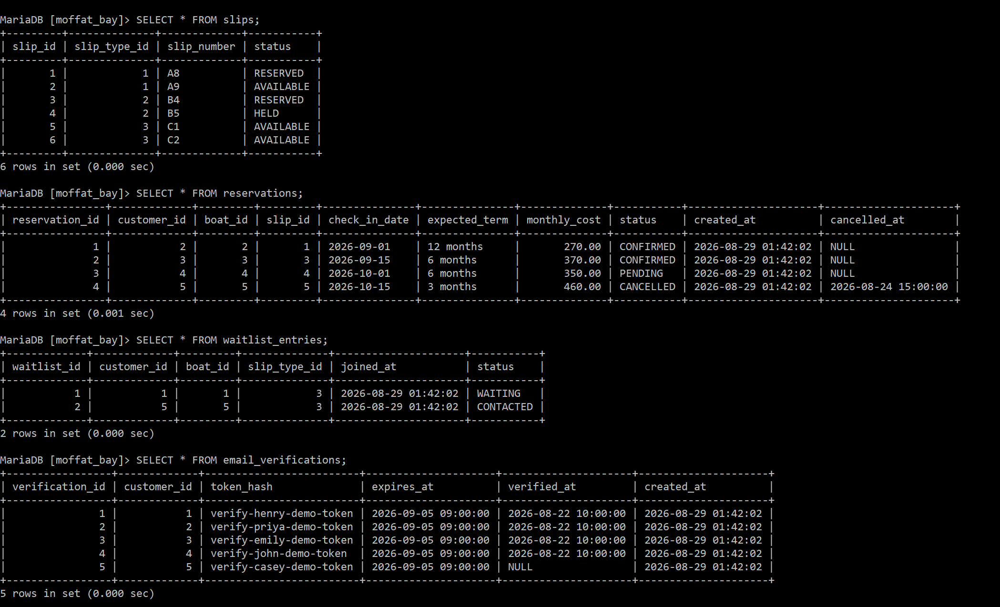 MariaDB [moffat_bay]> SELECT * FROM slips;
+---------+--------------+-------------+-----------+
| slip_id | slip_type_id | slip_number | status    |
+---------+--------------+-------------+-----------+
|       1 |            1 | A8          | RESERVED  |
|       2 |            1 | A9          | AVAILABLE |
|       3 |            2 | B4          | RESERVED  |
|       4 |            2 | B5          | HELD      |
|       5 |            3 | C1          | AVAILABLE |
|       6 |            3 | C2          | AVAILABLE |
+---------+--------------+-------------+-----------+
6 rows in set (0.000 sec)

MariaDB [moffat_bay]> SELECT * FROM reservations;
+----------------+-------------+---------+---------+---------------+---------------+--------------+-----------+---------------------+---------------------+
| reservation_id | customer_id | boat_id | slip_id | check_in_date | expected_term | monthly_cost | status    | created_at          | cancelled_at        |
+----------------+-------------+---------+---------+---------------+---------------+--------------+-----------+---------------------+---------------------+
|              1 |           2 |       2 |       1 | 2026-09-01    | 12 months     |       270.00 | CONFIRMED | 2026-08-29 01:42:02 | NULL                |
|              2 |           3 |       3 |       3 | 2026-09-15    | 6 months      |       370.00 | CONFIRMED | 2026-08-29 01:42:02 | NULL                |
|              3 |           4 |       4 |       4 | 2026-10-01    | 6 months      |       350.00 | PENDING   | 2026-08-29 01:42:02 | NULL                |
|              4 |           5 |       5 |       5 | 2026-10-15    | 3 months      |       460.00 | CANCELLED | 2026-08-29 01:42:02 | 2026-08-24 15:00:00 |
+----------------+-------------+---------+---------+---------------+---------------+--------------+-----------+---------------------+---------------------+
4 rows in set (0.001 sec)

MariaDB [moffat_bay]> SELECT * FROM waitlist_entries;
+-------------+-------------+---------+--------------+---------------------+-----------+
| waitlist_id | customer_id | boat_id | slip_type_id | joined_at           | status    |
+-------------+-------------+---------+--------------+---------------------+-----------+
|           1 |           1 |       1 |            3 | 2026-08-29 01:42:02 | WAITING   |
|           2 |           5 |       5 |            3 | 2026-08-29 01:42:02 | CONTACTED |
+-------------+-------------+---------+--------------+---------------------+-----------+
2 rows in set (0.000 sec)

MariaDB [moffat_bay]> SELECT * FROM email_verifications;
+-----------------+-------------+-------------------------+---------------------+---------------------+---------------------+
| verification_id | customer_id | token_hash              | expires_at          | verified_at         | created_at          |
+-----------------+-------------+-------------------------+---------------------+---------------------+---------------------+
|               1 |           1 | verify-henry-demo-token | 2026-09-05 09:00:00 | 2026-08-22 10:00:00 | 2026-08-29 01:42:02 |
|               2 |           2 | verify-priya-demo-token | 2026-09-05 09:00:00 | 2026-08-22 10:00:00 | 2026-08-29 01:42:02 |
|               3 |           3 | verify-emily-demo-token | 2026-09-05 09:00:00 | 2026-08-22 10:00:00 | 2026-08-29 01:42:02 |
|               4 |           4 | verify-john-demo-token  | 2026-09-05 09:00:00 | 2026-08-22 10:00:00 | 2026-08-29 01:42:02 |
|               5 |           5 | verify-casey-demo-token | 2026-09-05 09:00:00 | NULL                | 2026-08-29 01:42:02 |
+-----------------+-------------+-------------------------+---------------------+---------------------+---------------------+
5 rows in set (0.000 sec)